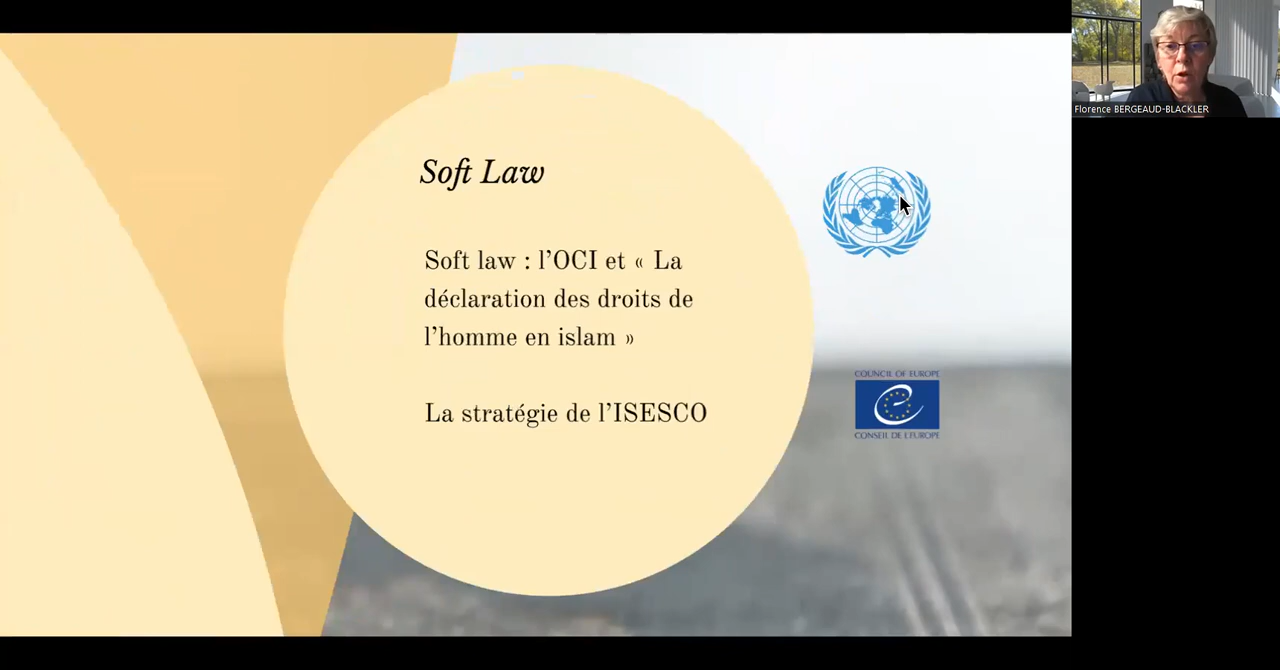 Soft Law
Soft law : l’OCI et « La
déclaration des droits de
l’homme en islam »
La stratégie de l’ISESCO
COUNCIL OF EUROPE
CONSEIL DE L'EUROPE
Florence BERGEAUD-BLACKLER